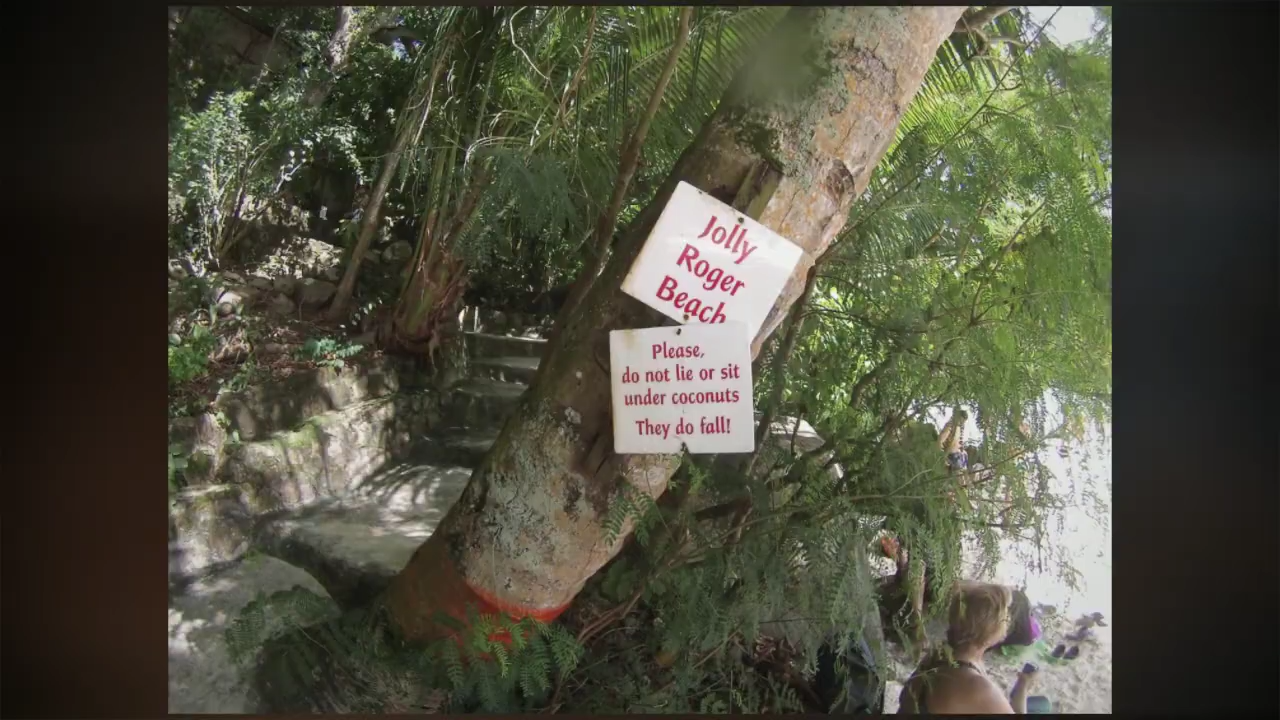 Jolly
Roger
Beach
Please,
do not lie or sit
under coconuts
They do fall!